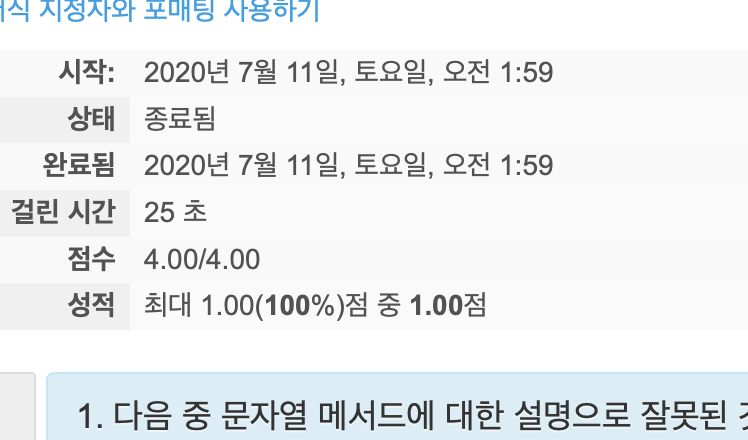 지정자와 포매팅 사용하기
시작: 2020년 7월 11일, 토요일, 오전 1:59
상태 종료됨
완료됨 2020년 7월 11일, 토요일, 오전 1:59
걸린 시간 25 초
점수 4.00/4.00
성적 최대 1.00(100%)점 중 1.00점
1. 다음 중 문자열 메서드에 대한 설명으로 잘못된